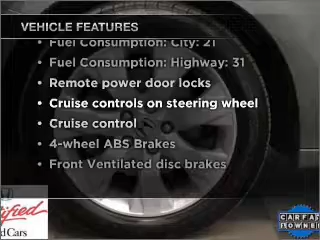 VEHICLE FEATURES
• Fuel Consumption: City: 21
• Fuel Consumption: Highway: 31
• Remote power door locks
• Cruise controls on steering wheel
• Cruise control
• 4-wheel ABS Brakes
• Front Ventilated disc brakes
CARFA